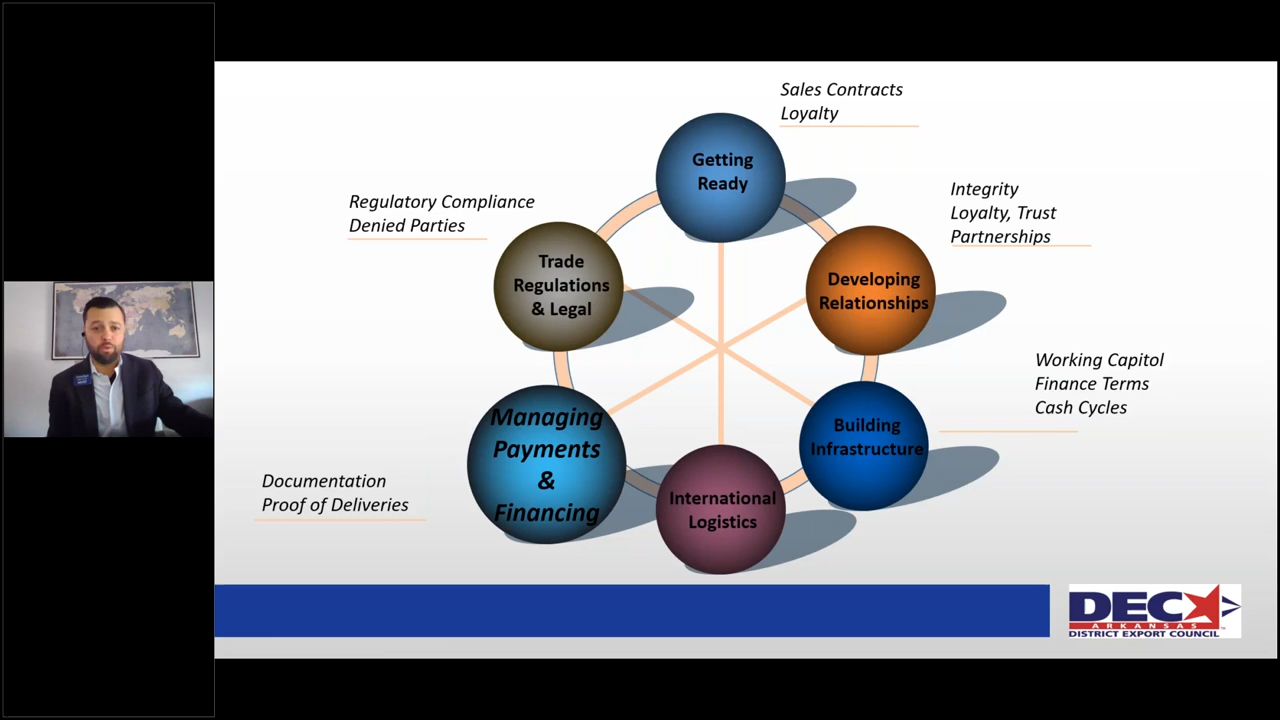 Sales Contracts
Loyalty
Getting
Ready
Integrity
Loyalty, Trust
Partnerships
Regulatory Compliance
Denied Parties
Trade
Regulations
& Legal
Developing
Relationships
Working Capitol
Finance Terms
Cash Cycles
Managing
Payments
&
Financing
Building
Infrastructure
Documentation
Proof of Deliveries
International
Logistics
DEC
ARKANSAS
DISTRICT EXPORT COUNCIL